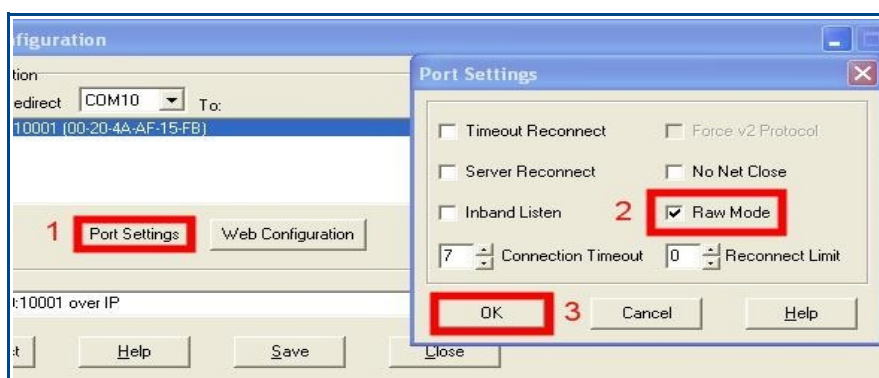 figuration
tion
edirect COM10 To:
10001 (00-20-4A-AF-15-FB)
1 Port Settings Web Configuration
:10001 over IP
t Help Save Close
Port Settings
Timeout Reconnect Force v2 Protocol
Server Reconnect No Net Close
Inband Listen 2 Raw Mode
7 Connection Timeout 0 Reconnect Limit
OK 3 Cancel Help